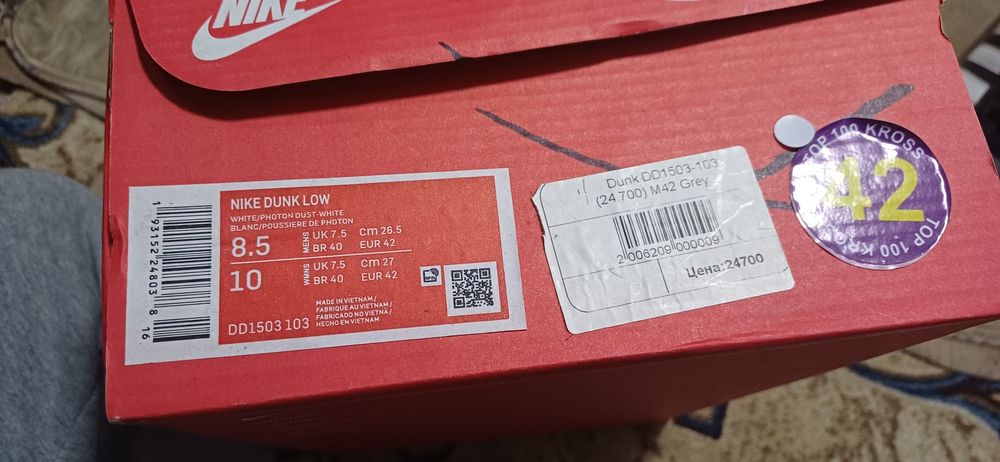 NIKE
NIKE DUNK LOW
WHITE/PHOTON DUST-WHITE
BLANC/POUSSIERE DE PHOTON
8.5 MENS UK 7.5 Cm 26.5
BR 40 EUR 42
10 WMNS UK 7.5 Cm 27
BR 40 EUR 42
MADE IN VIETNAM /
FABRIQUE AU VIETNAM /
FABRICADO NO VIETNÃ /
HECHO EN VIETNAM
DD1503 103
1 93152 24803 8
16
Dunk DD1503-103
(24.700) M42 Grey
2 006209 000009
Цена:24700
TOP 100 KROSS
42
TOP 100